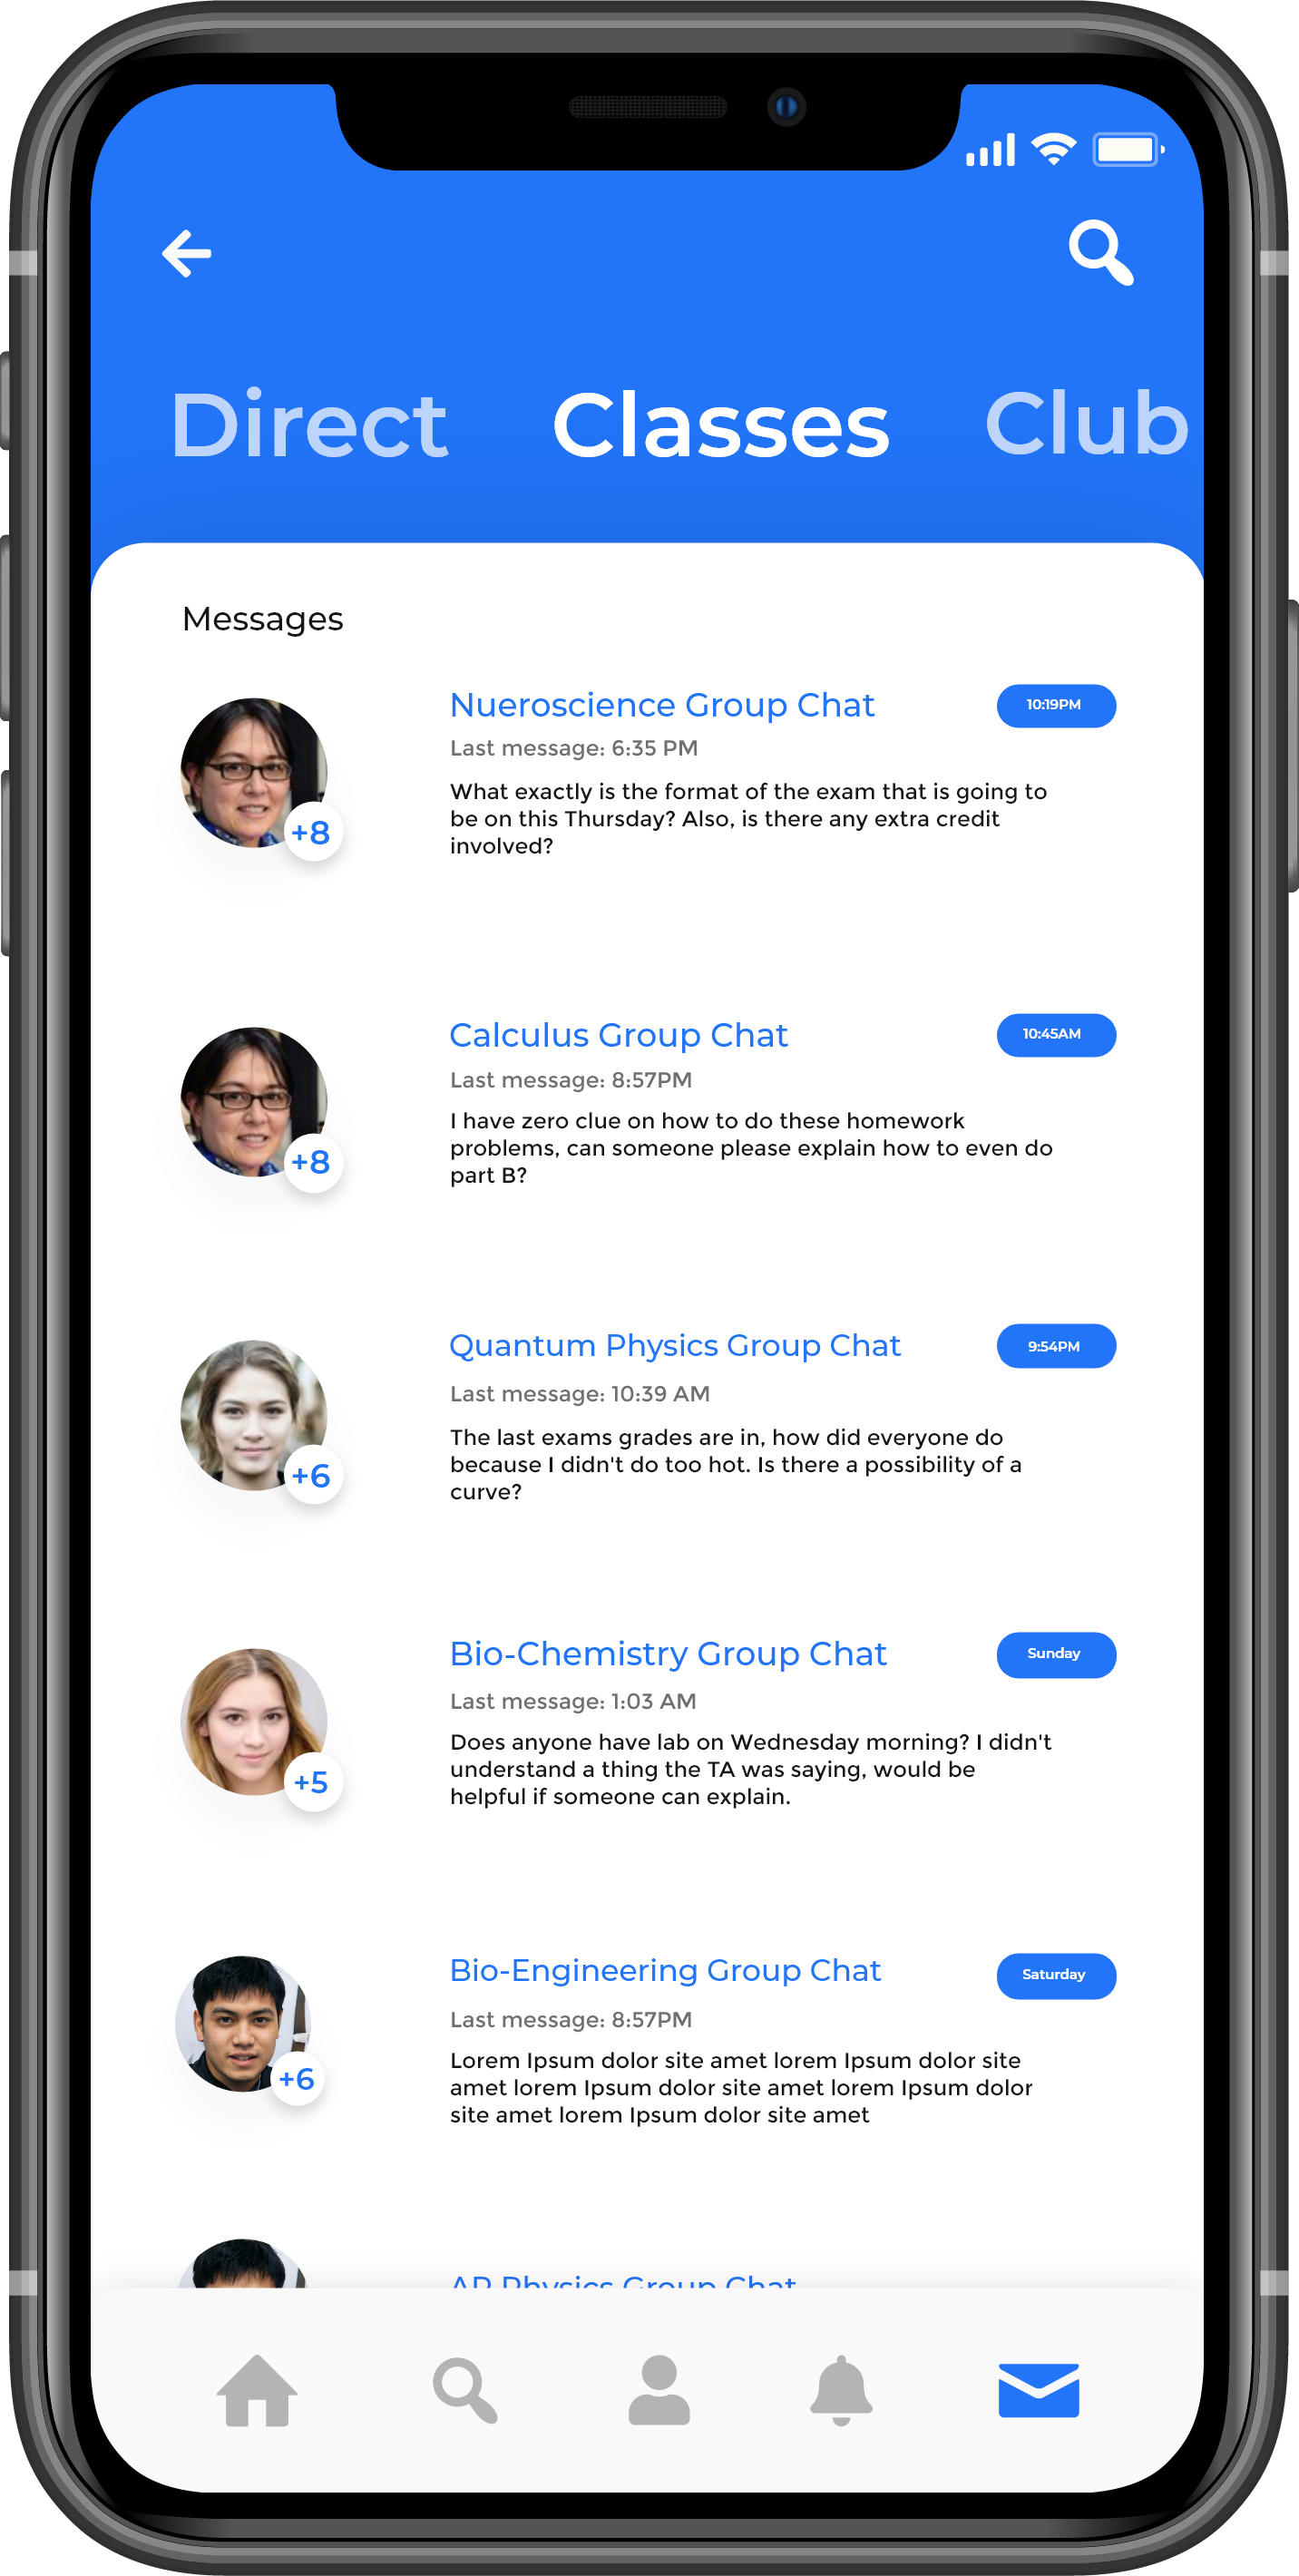 Direct Classes Club
Messages
Nueroscience Group Chat 10:19PM
Last message: 6:35 PM
What exactly is the format of the exam that is going to
be on this Thursday? Also, is there any extra credit
involved?
+8
Calculus Group Chat 10:45AM
Last message: 8:57PM
I have zero clue on how to do these homework
problems, can someone please explain how to even do
part B?
+8
Quantum Physics Group Chat 9:54PM
Last message: 10:39 AM
The last exams grades are in, how did everyone do
because I didn't do too hot. Is there a possibility of a
curve?
+6
Bio-Chemistry Group Chat Sunday
Last message: 1:03 AM
Does anyone have lab on Wednesday morning? I didn't
understand a thing the TA was saying, would be
helpful if someone can explain.
+5
Bio-Engineering Group Chat Saturday
Last message: 8:57PM
Lorem Ipsum dolor site amet lorem Ipsum dolor site
amet lorem Ipsum dolor site amet lorem Ipsum dolor
site amet lorem Ipsum dolor site amet
+6
AP Physics Group Chat